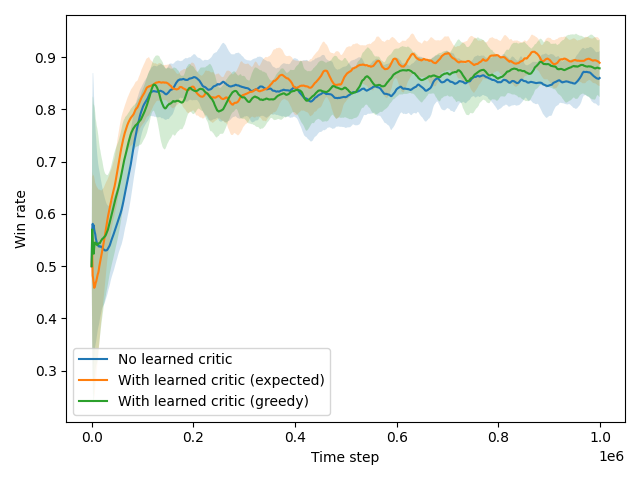 0.9
0.8
0.7
0.6
0.5
0.4
0.3
Win rate
No learned critic
With learned critic (expected)
With learned critic (greedy)
0.0 0.2 0.4 0.6 0.8 1.0
1e6
Time step